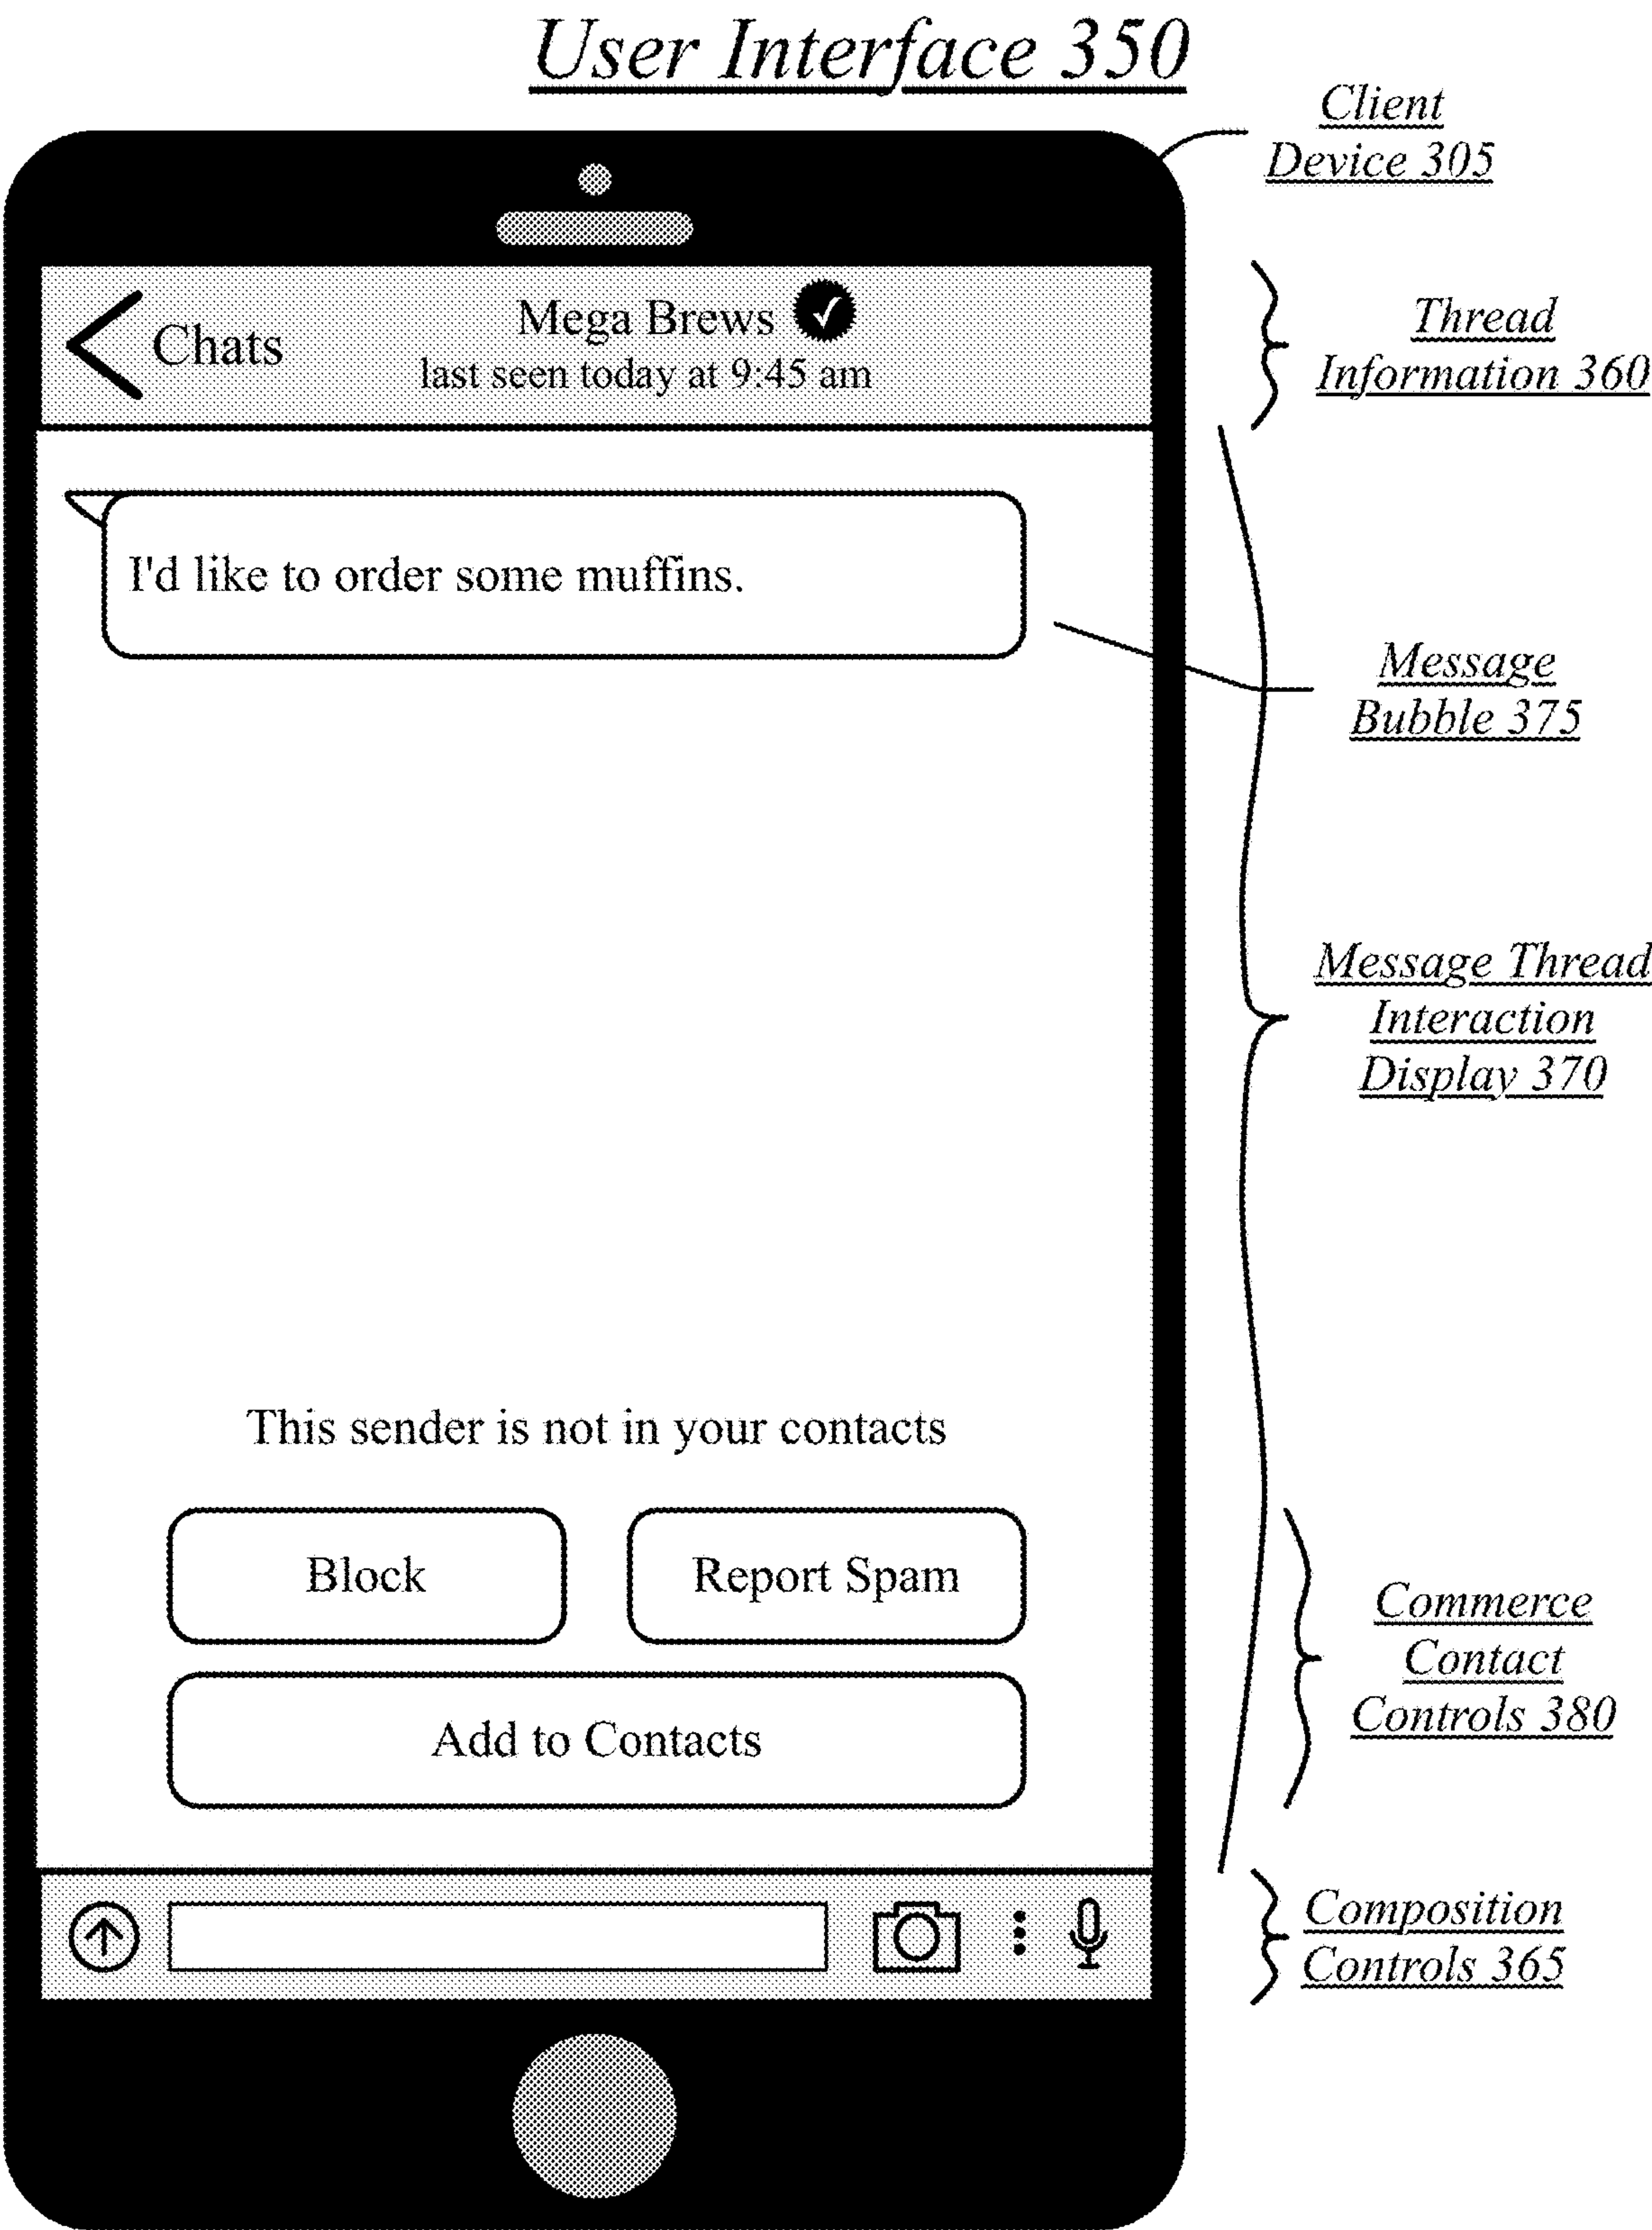 User Interface 350
Client
Device 305
Chats
Mega Brews
last seen today at 9:45 am
Thread
Information 360
I'd like to order some muffins.
Message
Bubble 375
Message Thread
Interaction
Display 370
This sender is not in your contacts
Block
Report Spam
Add to Contacts
Commerce
Contact
Controls 380
Composition
Controls 365